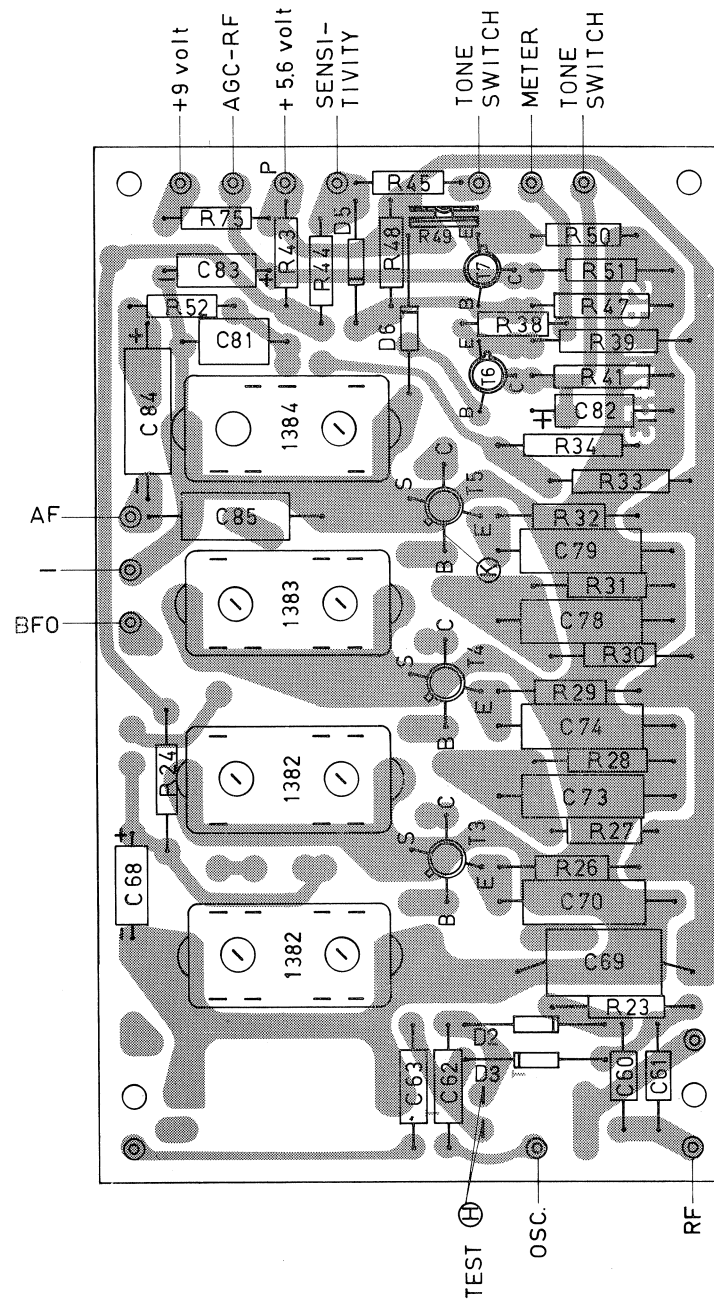 +9 volt
AGC-RF
+5.6 volt
SENSI-
TIVITY
TONE
SWITCH
METER
TONE
SWITCH
P
R75
R43
R44
D5
R48
R45
R49
E
T7
B
C
R50
R51
R47
R38
R39
C83
+
R52
+
C81
D6
E
T6
B
C
R41
C82
+
C84
-
1384
R34
R33
AF
C85
S
C
T5
B
E
K
R32
C79
-
BFO
1383
R31
C78
R30
S
C
T4
B
E
R29
C74
R24
1382
R28
C73
R27
+
C68
S
C
T3
B
E
R26
C70
1382
C69
R23
D2
D3
C63
C62
C60
C61
TEST H
OSC.
RF